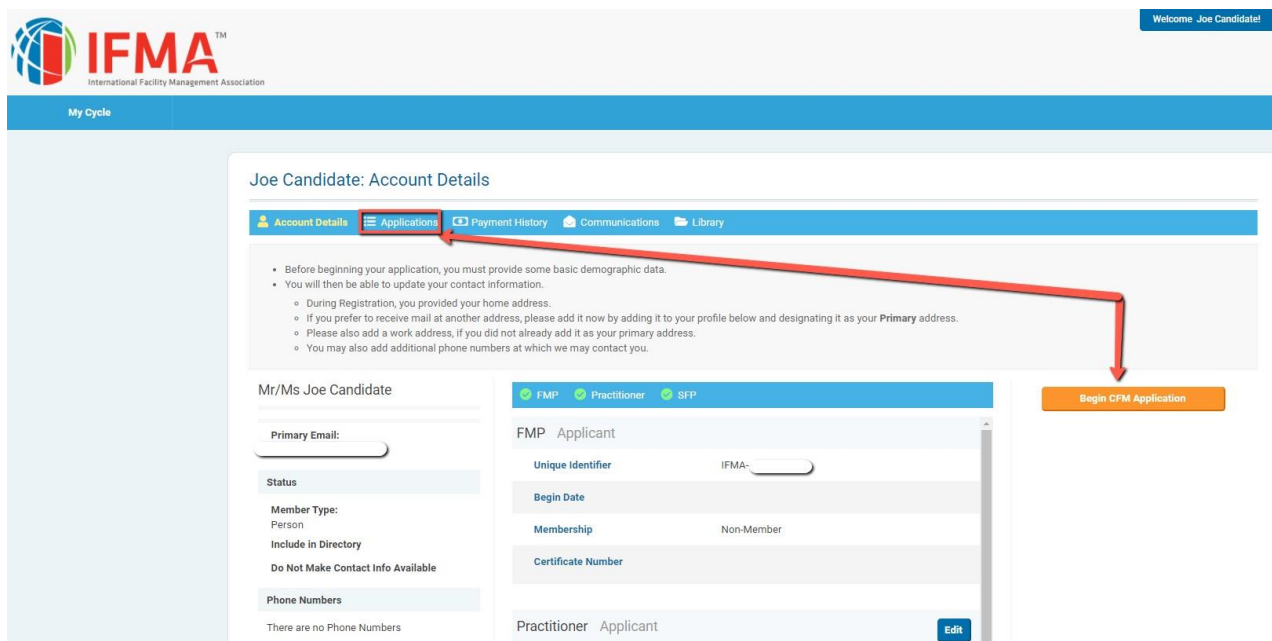 Welcome Joe Candidate!
IFMA™
International Facility Management Association
My Cycle
Joe Candidate: Account Details
Account Details Applications Payment History Communications Library
Before beginning your application, you must provide some basic demographic data.
You will then be able to update your contact information.
During Registration, you provided your home address.
If you prefer to receive mail at another address, please add it now by adding it to your profile below and designating it as your Primary address.
Please also add a work address, if you did not already add it as your primary address.
You may also add additional phone numbers at which we may contact you.
Mr/Ms Joe Candidate
Primary Email:
Status
Member Type:
Person
Include in Directory
Do Not Make Contact Info Available
Phone Numbers
There are no Phone Numbers
FMP Practitioner SFP
FMP Applicant
Unique Identifier IFMA-
Begin Date
Membership Non-Member
Certificate Number
Practitioner Applicant Edit
Begin CFM Application